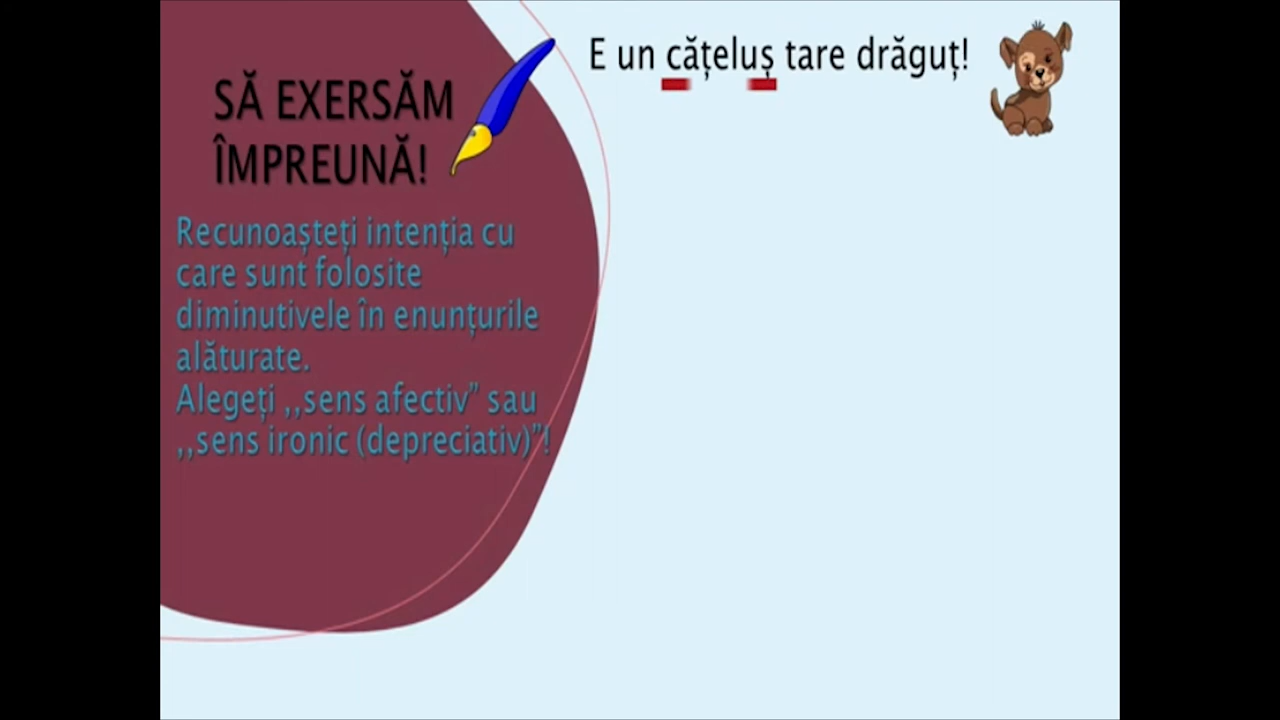 SĂ EXERSĂM
ÎMPREUNĂ!
Recunoașteți intenția cu
care sunt folosite
diminutivele în enunțurile
alăturate.
Alegeți ,,sens afectiv” sau
,,sens ironic (depreciativ)”!
E un cățeluș tare drăguț!